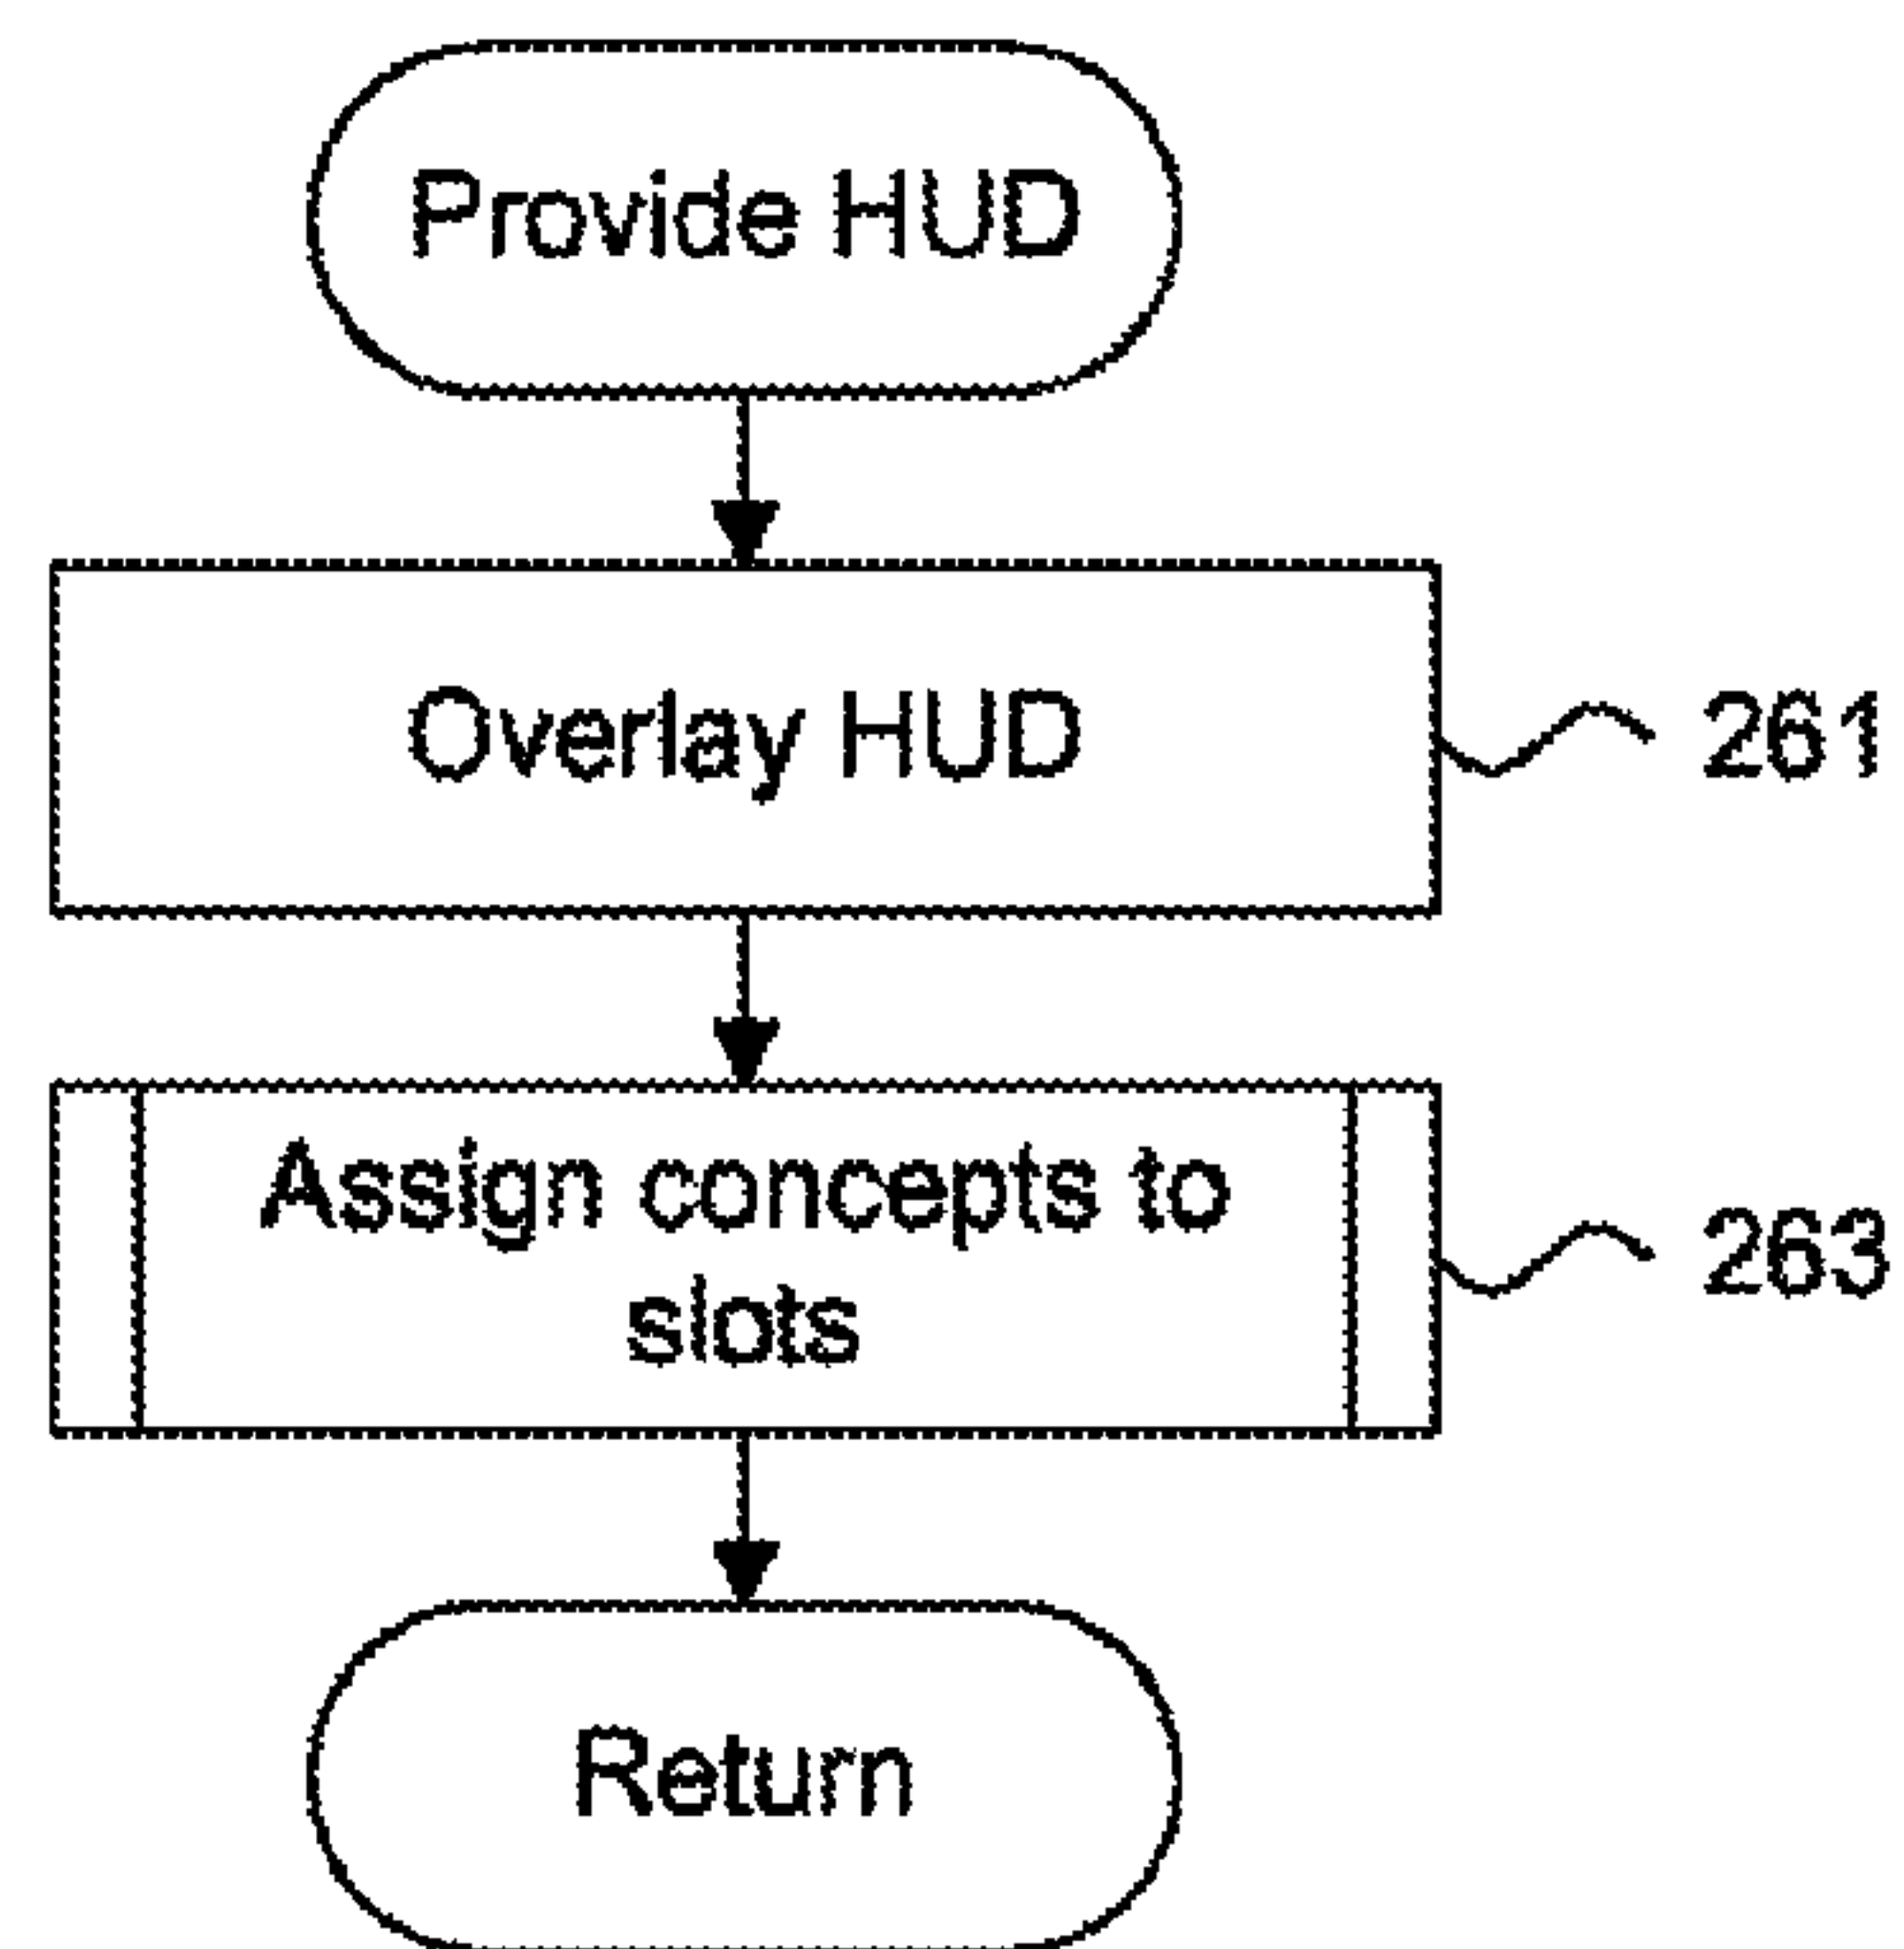 Provide HUD
Overlay HUD
261
Assign concepts to
slots
263
Return